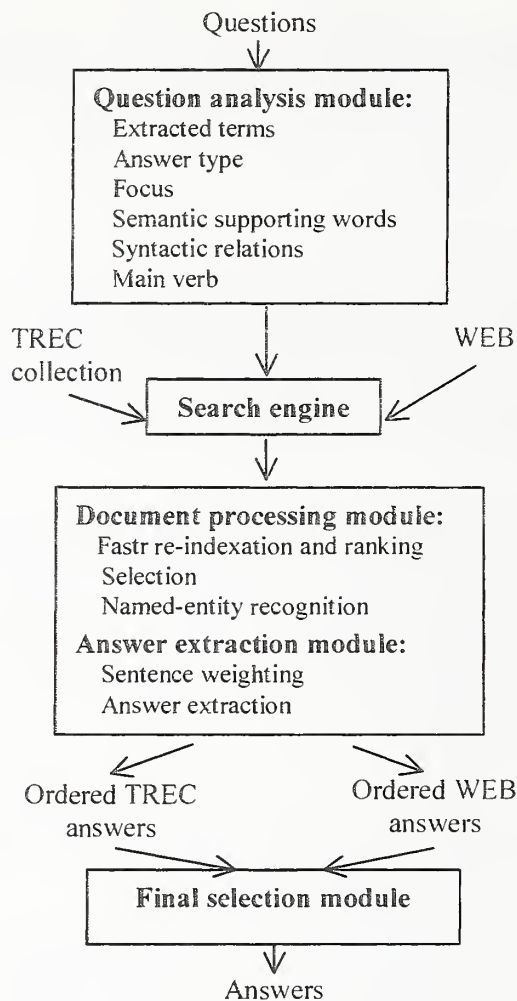 Questions
Question analysis module:
Extracted terms
Answer type
Focus
Semantic supporting words
Syntactic relations
Main verb
TREC
collection
WEB
Search engine
Document processing module:
Fastr re-indexation and ranking
Selection
Named-entity recognition
Answer extraction module:
Sentence weighting
Answer extraction
Ordered TREC
answers
Ordered WEB
answers
Final selection module
Answers